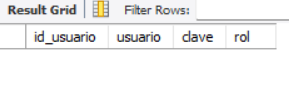 Result Grid Filter Rows:
id_usuario usuario clave rol